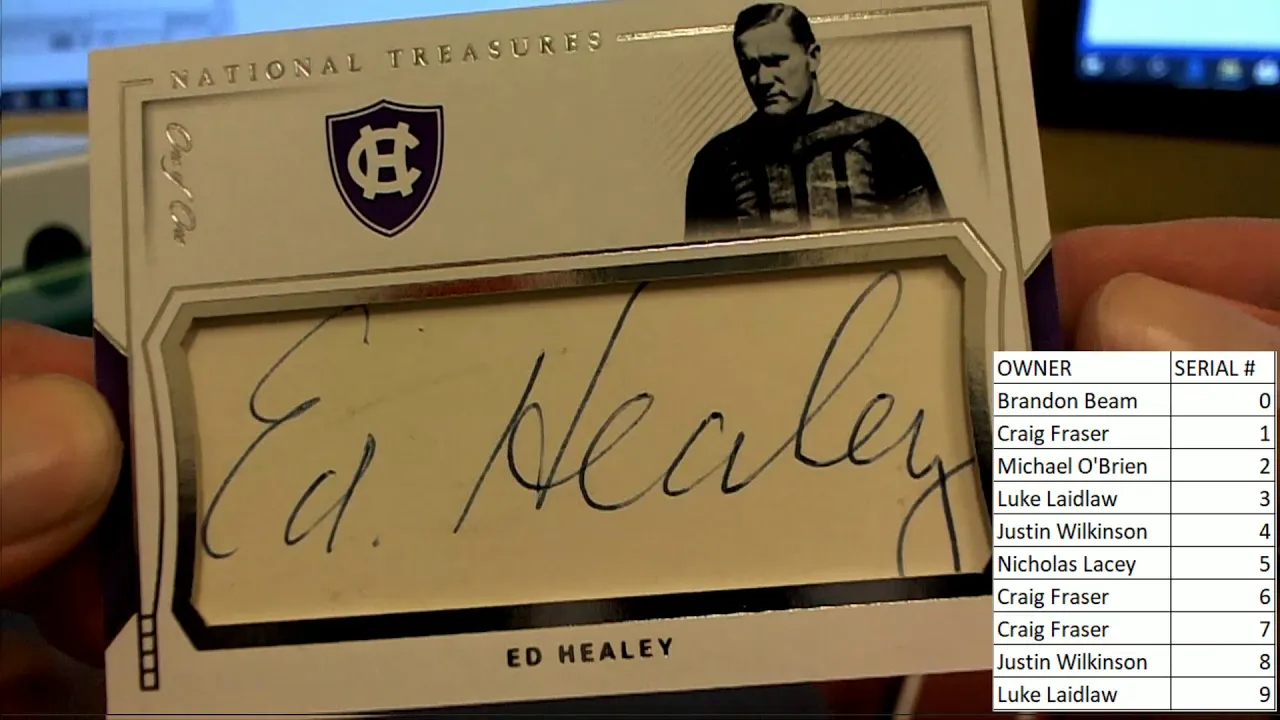 NATIONAL TREASURES
One of One
HC
Ed. Healey
ED HEALEY
OWNER SERIAL #
Brandon Beam 0
Craig Fraser 1
Michael O'Brien 2
Luke Laidlaw 3
Justin Wilkinson 4
Nicholas Lacey 5
Craig Fraser 6
Craig Fraser 7
Justin Wilkinson 8
Luke Laidlaw 9